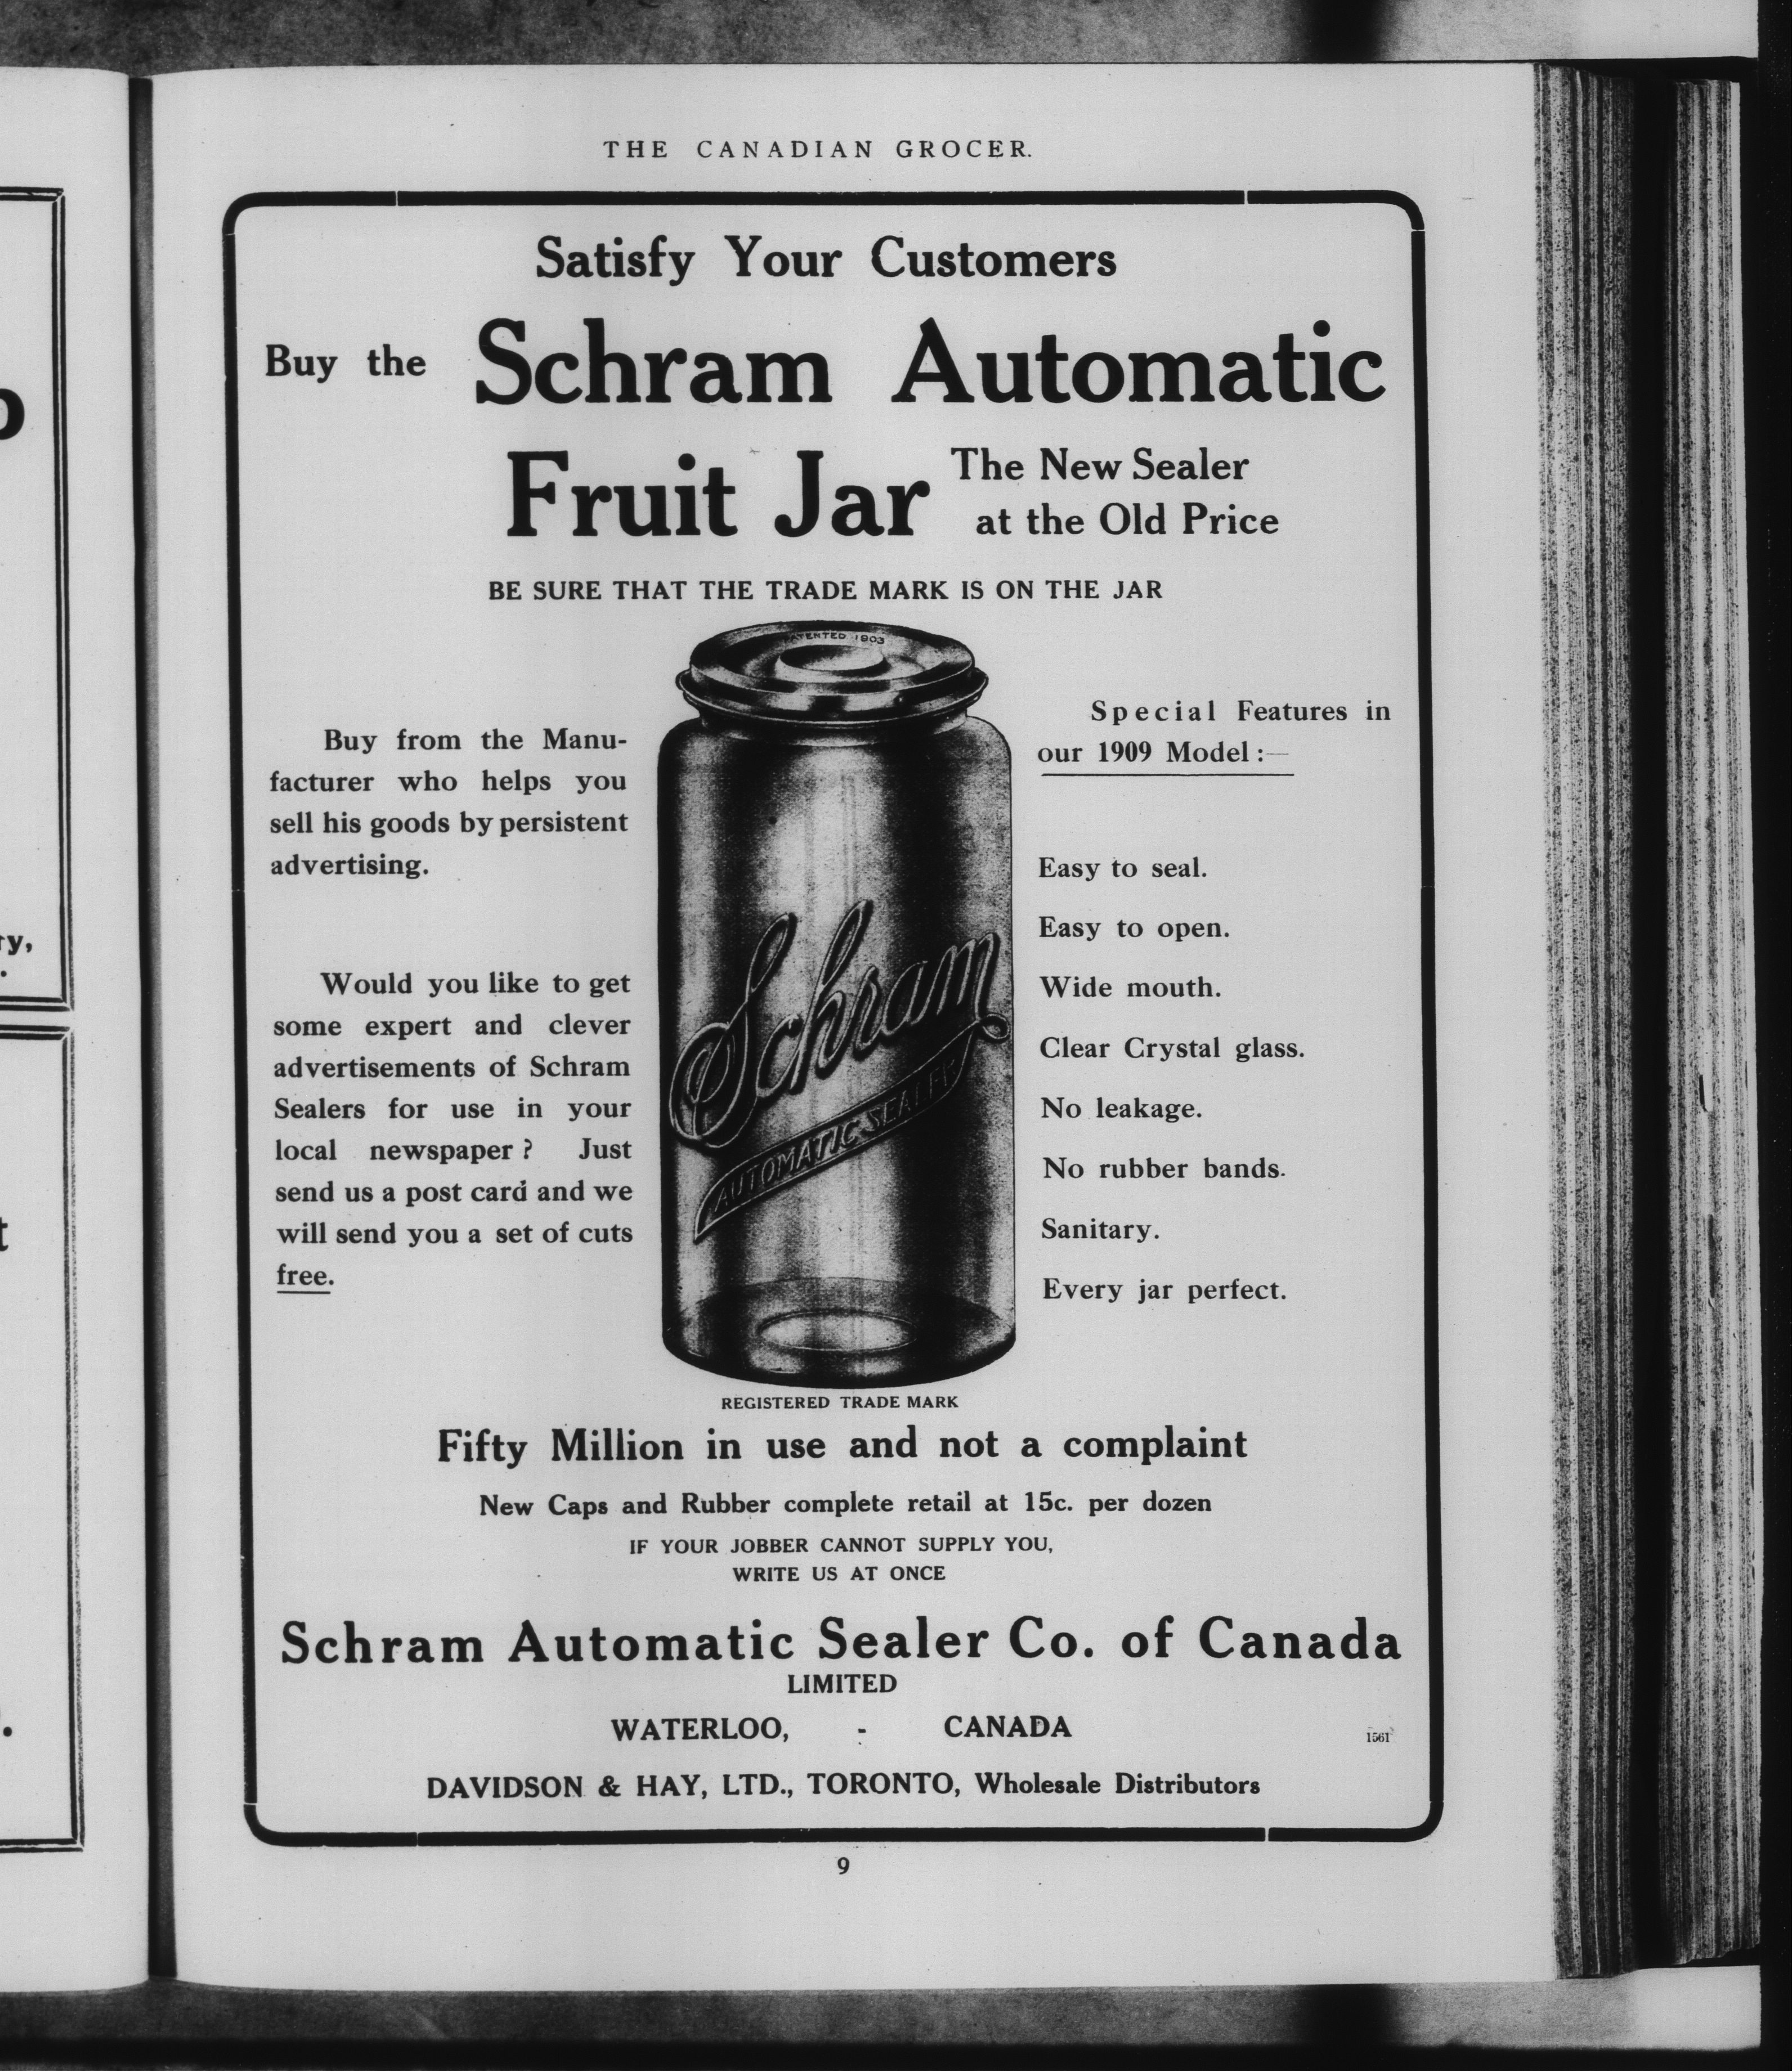 THE CANADIAN GROCER.
Satisfy Your Customers
Buy the Schram Automatic
Fruit Jar
The New Sealer
at the Old Price
BE SURE THAT THE TRADE MARK IS ON THE JAR
PATENTED 1903
Buy from the Manu-
facturer who helps you
sell his goods by persistent
advertising.
Would you like to get
some expert and clever
advertisements of Schram
Sealers for use in your
local newspaper? Just
send us a post card and we
will send you a set of cuts
free.
Schram
AUTOMATIC SEALER
Special Features in
our 1909 Model:—
Easy to seal.
Easy to open.
Wide mouth.
Clear Crystal glass.
No leakage.
No rubber bands.
Sanitary.
Every jar perfect.
REGISTERED TRADE MARK
Fifty Million in use and not a complaint
New Caps and Rubber complete retail at 15c. per dozen
IF YOUR JOBBER CANNOT SUPPLY YOU,
WRITE US AT ONCE
Schram Automatic Sealer Co. of Canada
LIMITED
WATERLOO, - CANADA
1561
DAVIDSON & HAY, LTD., TORONTO, Wholesale Distributors
9